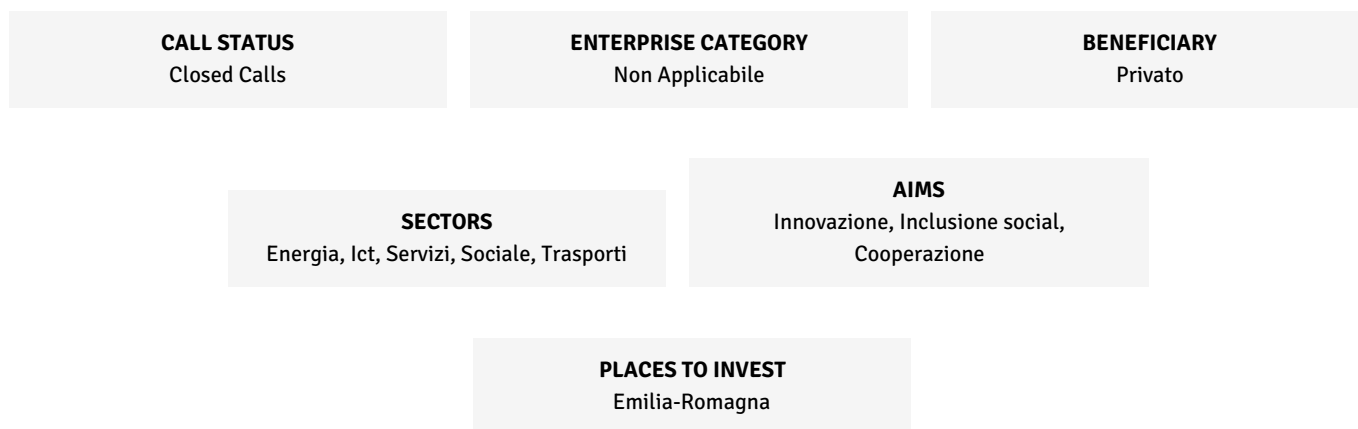 CALL STATUS
Closed Calls
ENTERPRISE CATEGORY
Non Applicabile
BENEFICIARY
Privato
SECTORS
Energia, Ict, Servizi, Sociale, Trasporti
AIMS
Innovazione, Inclusione social,
Cooperazione
PLACES TO INVEST
Emilia-Romagna